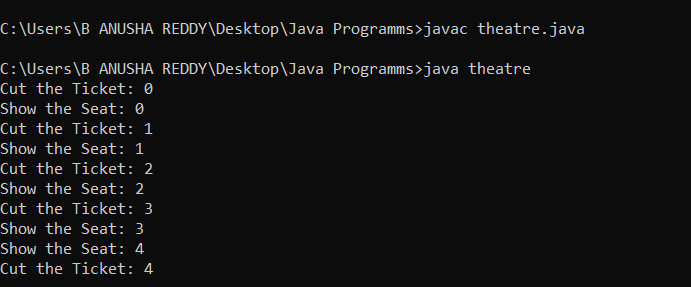 C:\Users\B ANUSHA REDDY\Desktop\Java Programms>javac theatre.java
C:\Users\B ANUSHA REDDY\Desktop\Java Programms>java theatre
Cut the Ticket: 0
Show the Seat: 0
Cut the Ticket: 1
Show the Seat: 1
Cut the Ticket: 2
Show the Seat: 2
Cut the Ticket: 3
Show the Seat: 3
Show the Seat: 4
Cut the Ticket: 4